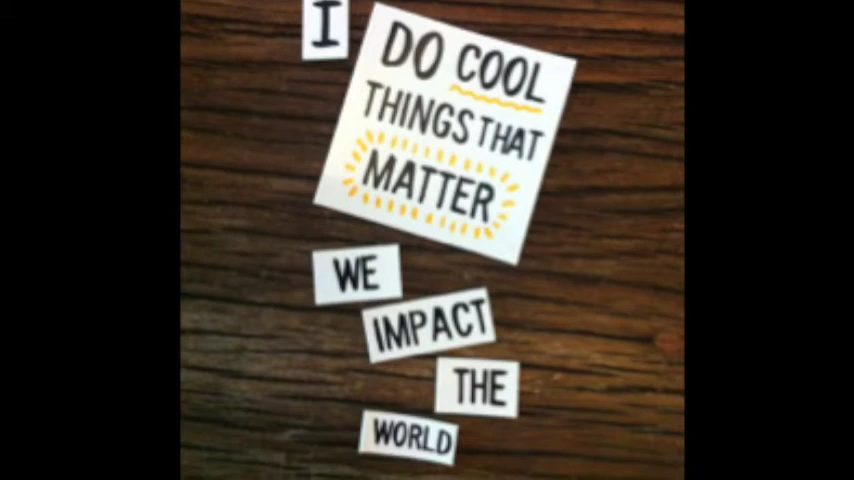 I
DO COOL
THINGS THAT
MATTER
WE
IMPACT
THE
WORLD